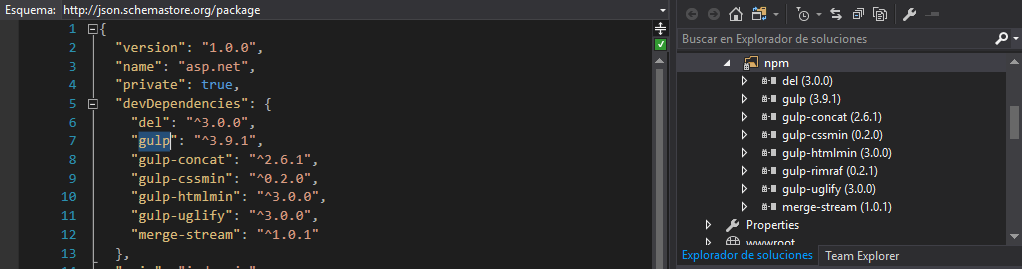 Esquema: http://json.schemastore.org/package
1 {
2 "version": "1.0.0",
3 "name": "asp.net",
4 "private": true,
5 "devDependencies": {
6 "del": "^3.0.0",
7 "gulp": "^3.9.1",
8 "gulp-concat": "^2.6.1",
9 "gulp-cssmin": "^0.2.0",
10 "gulp-htmlmin": "^3.0.0",
11 "gulp-uglify": "^3.0.0",
12 "merge-stream": "^1.0.1"
13 },
Buscar en Explorador de soluciones
npm
del (3.0.0)
gulp (3.9.1)
gulp-concat (2.6.1)
gulp-cssmin (0.2.0)
gulp-htmlmin (3.0.0)
gulp-rimraf (0.2.1)
gulp-uglify (3.0.0)
merge-stream (1.0.1)
Properties
wwwroot
Explorador de soluciones
Team Explorer